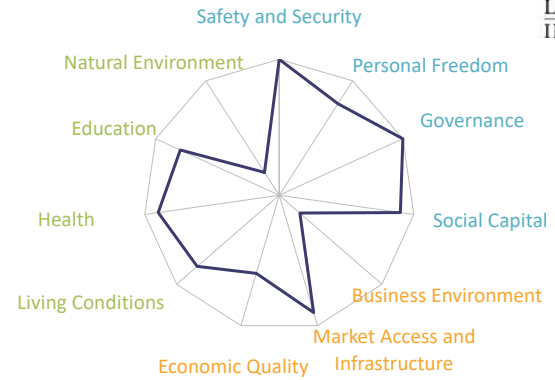 Safety and Security
Natural Environment
Personal Freedom
Education
Governance
Health
Social Capital
Living Conditions
Business Environment
Market Access and
Infrastructure
Economic Quality